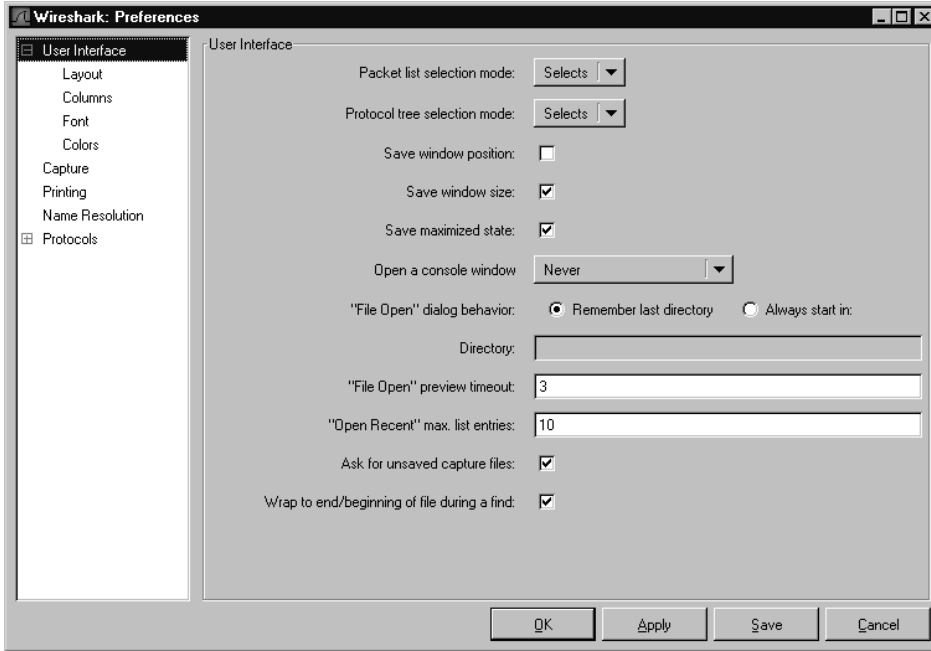 Wireshark: Preferences
User Interface
Layout
Columns
Font
Colors
Capture
Printing
Name Resolution
Protocols
User Interface
Packet list selection mode: Selects
Protocol tree selection mode: Selects
Save window position:
Save window size:
Save maximized state:
Open a console window Never
"File Open" dialog behavior: Remember last directory Always start in:
Directory:
"File Open" preview timeout: 3
"Open Recent" max. list entries: 10
Ask for unsaved capture files:
Wrap to end/beginning of file during a find:
OK Apply Save Cancel